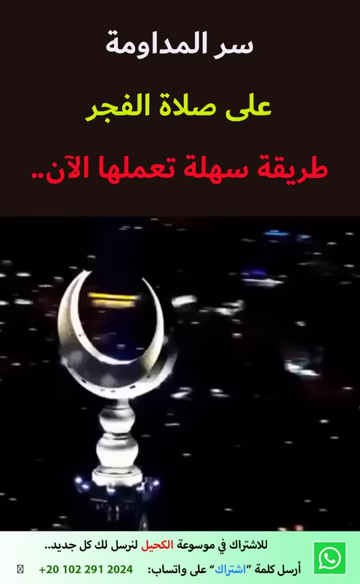 سر المداومة
على صلاة الفجر
طريقة سهلة تعملها الآن..
للاشتراك في موسوعة الكحيل لنرسل لك كل جديد..
أرسل كلمة "اشتراك" على واتساب: +20 102 291 2024